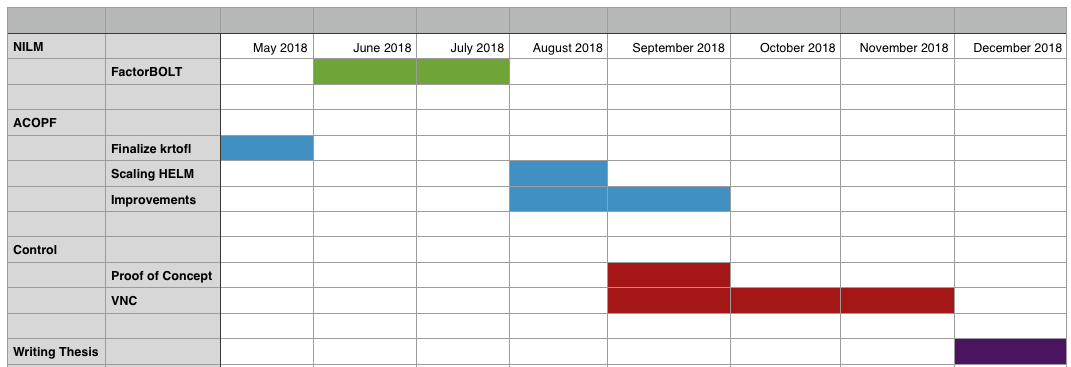 NILM May 2018 June 2018 July 2018 August 2018 September 2018 October 2018 November 2018 December 2018
FactorBOLT
ACOPF
Finalize krtofl
Scaling HELM
Improvements
Control
Proof of Concept
VNC
Writing Thesis